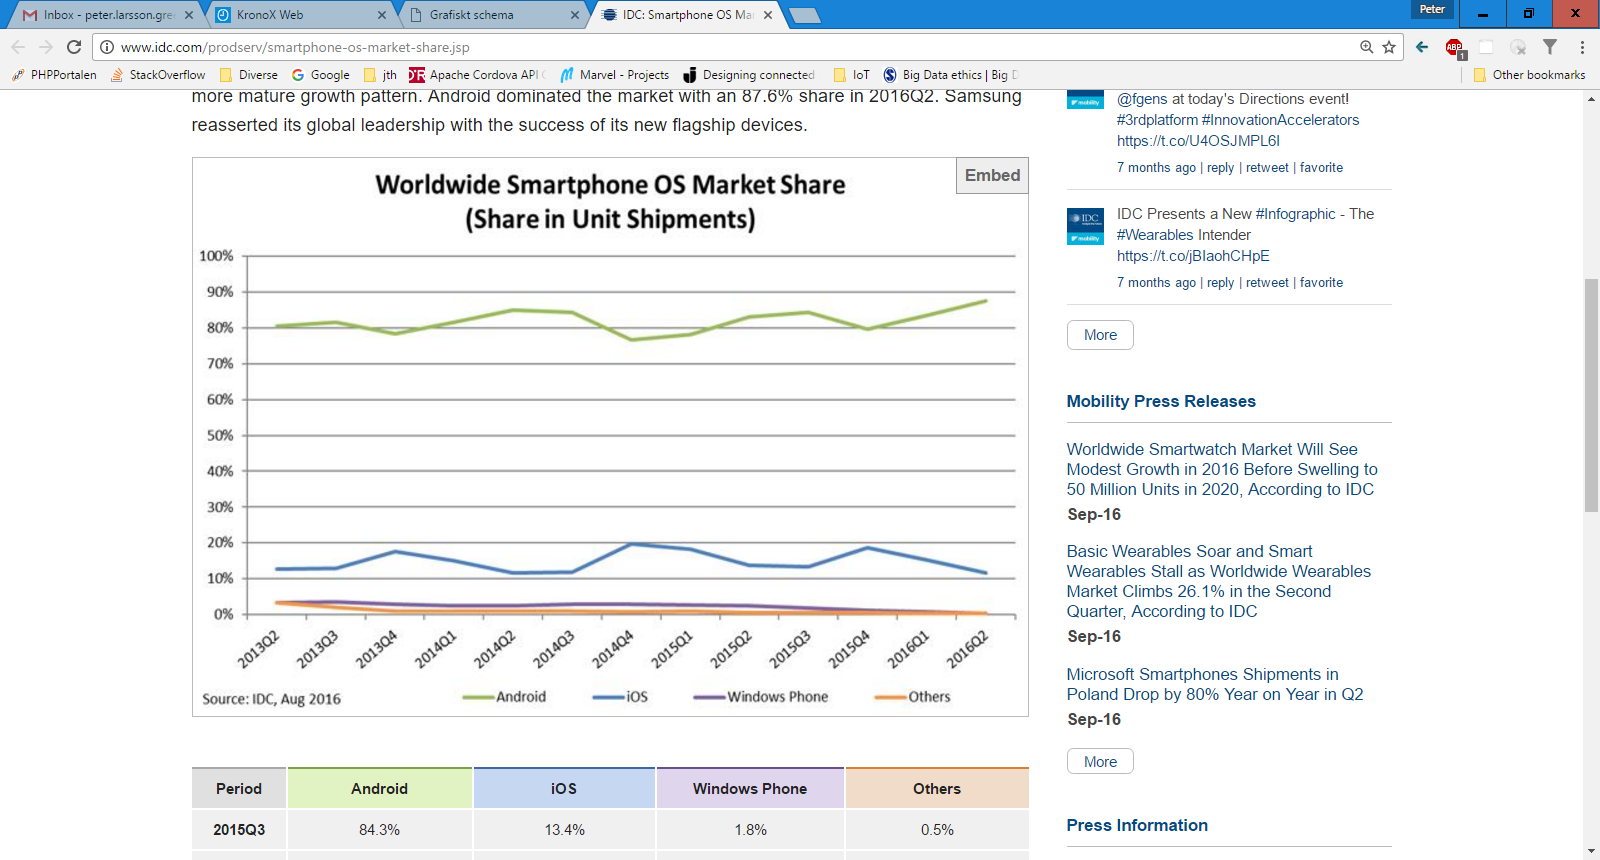 Inbox - peter.larsson.gre
KronoX Web
Grafiskt schema
IDC: Smartphone OS Mar
Peter
www.idc.com/prodserv/smartphone-os-market-share.jsp
ABP
1
PHPPortalen
StackOverflow
Diverse
Google
jth
Apache Cordova API
Marvel - Projects
Designing connected
IoT
Big Data ethics | Big D
Other bookmarks
more mature growth pattern. Android dominated the market with an 87.6% share in 2016Q2. Samsung
reasserted its global leadership with the success of its new flagship devices.
Embed
Worldwide Smartphone OS Market Share
(Share in Unit Shipments)
100%
90%
80%
70%
60%
50%
40%
30%
20%
10%
0%
2013Q2 2013Q3 2013Q4 2014Q1 2014Q2 2014Q3 2014Q4 2015Q1 2015Q2 2015Q3 2015Q4 2016Q1 2016Q2
Source: IDC, Aug 2016
Android iOS Windows Phone Others
Period Android iOS Windows Phone Others
2015Q3 84.3% 13.4% 1.8% 0.5%
mobility
@fgens at today's Directions event!
#3rdplatform #InnovationAccelerators
https://t.co/U4OSJMPL6I
7 months ago | reply | retweet | favorite
IDC
mobility
IDC Presents a New #Infographic - The
#Wearables Intender
https://t.co/jBIaohCHpE
7 months ago | reply | retweet | favorite
More
Mobility Press Releases
Worldwide Smartwatch Market Will See
Modest Growth in 2016 Before Swelling to
50 Million Units in 2020, According to IDC
Sep-16
Basic Wearables Soar and Smart
Wearables Stall as Worldwide Wearables
Market Climbs 26.1% in the Second
Quarter, According to IDC
Sep-16
Microsoft Smartphones Shipments in
Poland Drop by 80% Year on Year in Q2
Sep-16
More
Press Information